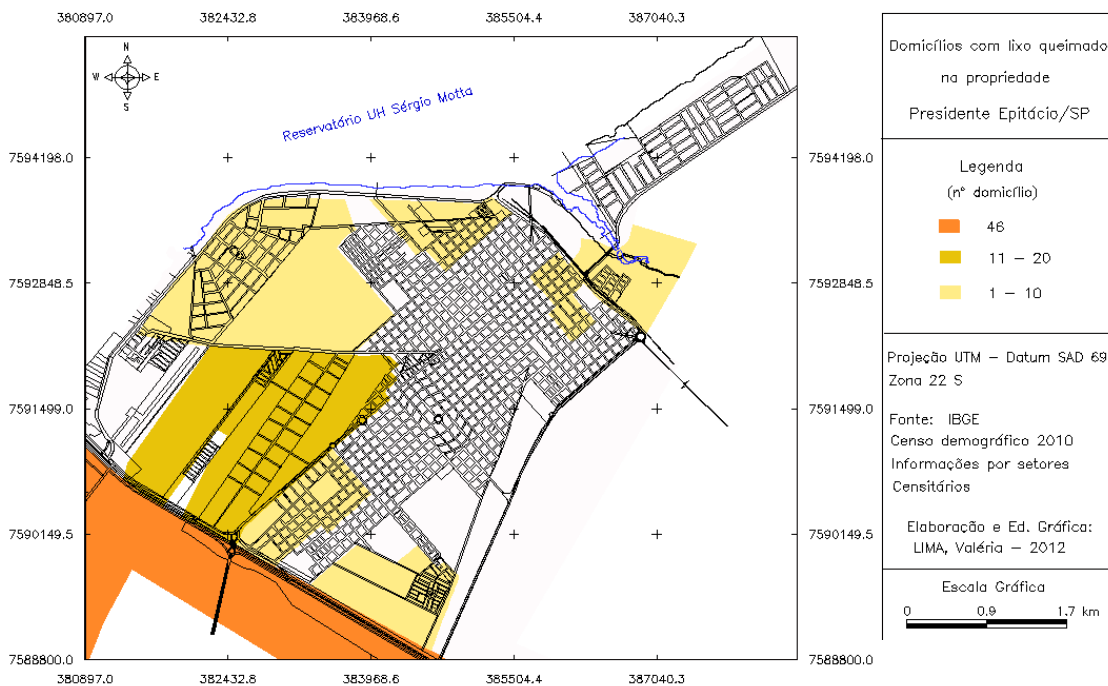 380897.0 382432.8 383968.6 385504.4 387040.3
N
W E
S
Reservatório UH Sérgio Motta
7594198.0 7594198.0
7592848.5 7592848.5
7591499.0 7591499.0
7590149.5 7590149.5
7588800.0 7588800.0
380897.0 382432.8 383968.6 385504.4 387040.3
Domicílios com lixo queimado
na propriedade
Presidente Epitácio/SP
Legenda
(nº domicílio)
46
11 – 20
1 – 10
Projeção UTM – Datum SAD 69
Zona 22 S
Fonte: IBGE
Censo demográfico 2010
Informações por setores
Censitários
Elaboração e Ed. Gráfica:
LIMA, Valéria – 2012
Escala Gráfica
0 0.9 1.7 km